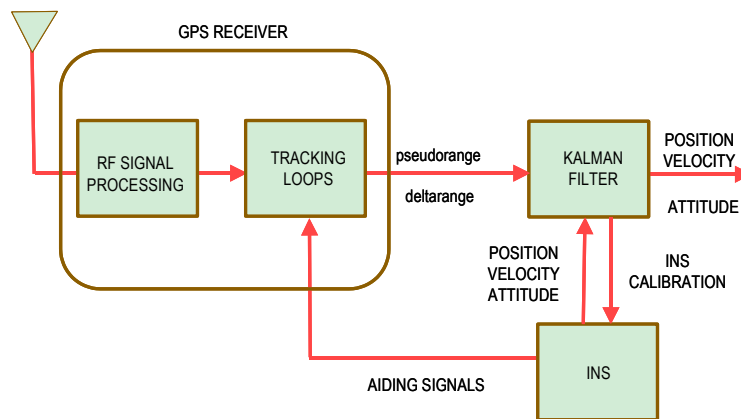 GPS RECEIVER
RF SIGNAL
PROCESSING
TRACKING
LOOPS
pseudorange
deltarange
KALMAN
FILTER
POSITION
VELOCITY
ATTITUDE
POSITION
VELOCITY
ATTITUDE
INS
CALIBRATION
AIDING SIGNALS
INS